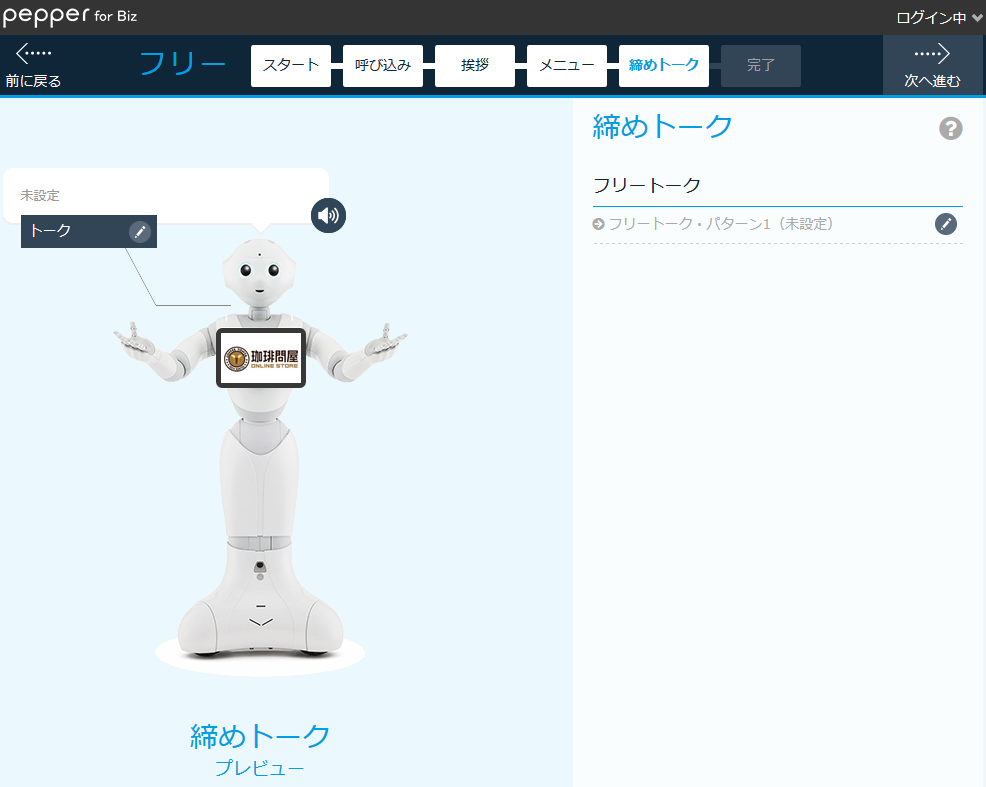 pepper for Biz
ログイン中
前に戻る
フリー
スタート
呼び込み
挨拶
メニュー
締めトーク
完了
次へ進む
未設定
トーク
珈琲問屋
ONLINE STORE
締めトーク
プレビュー
締めトーク
?
フリートーク
フリートーク・パターン1（未設定）